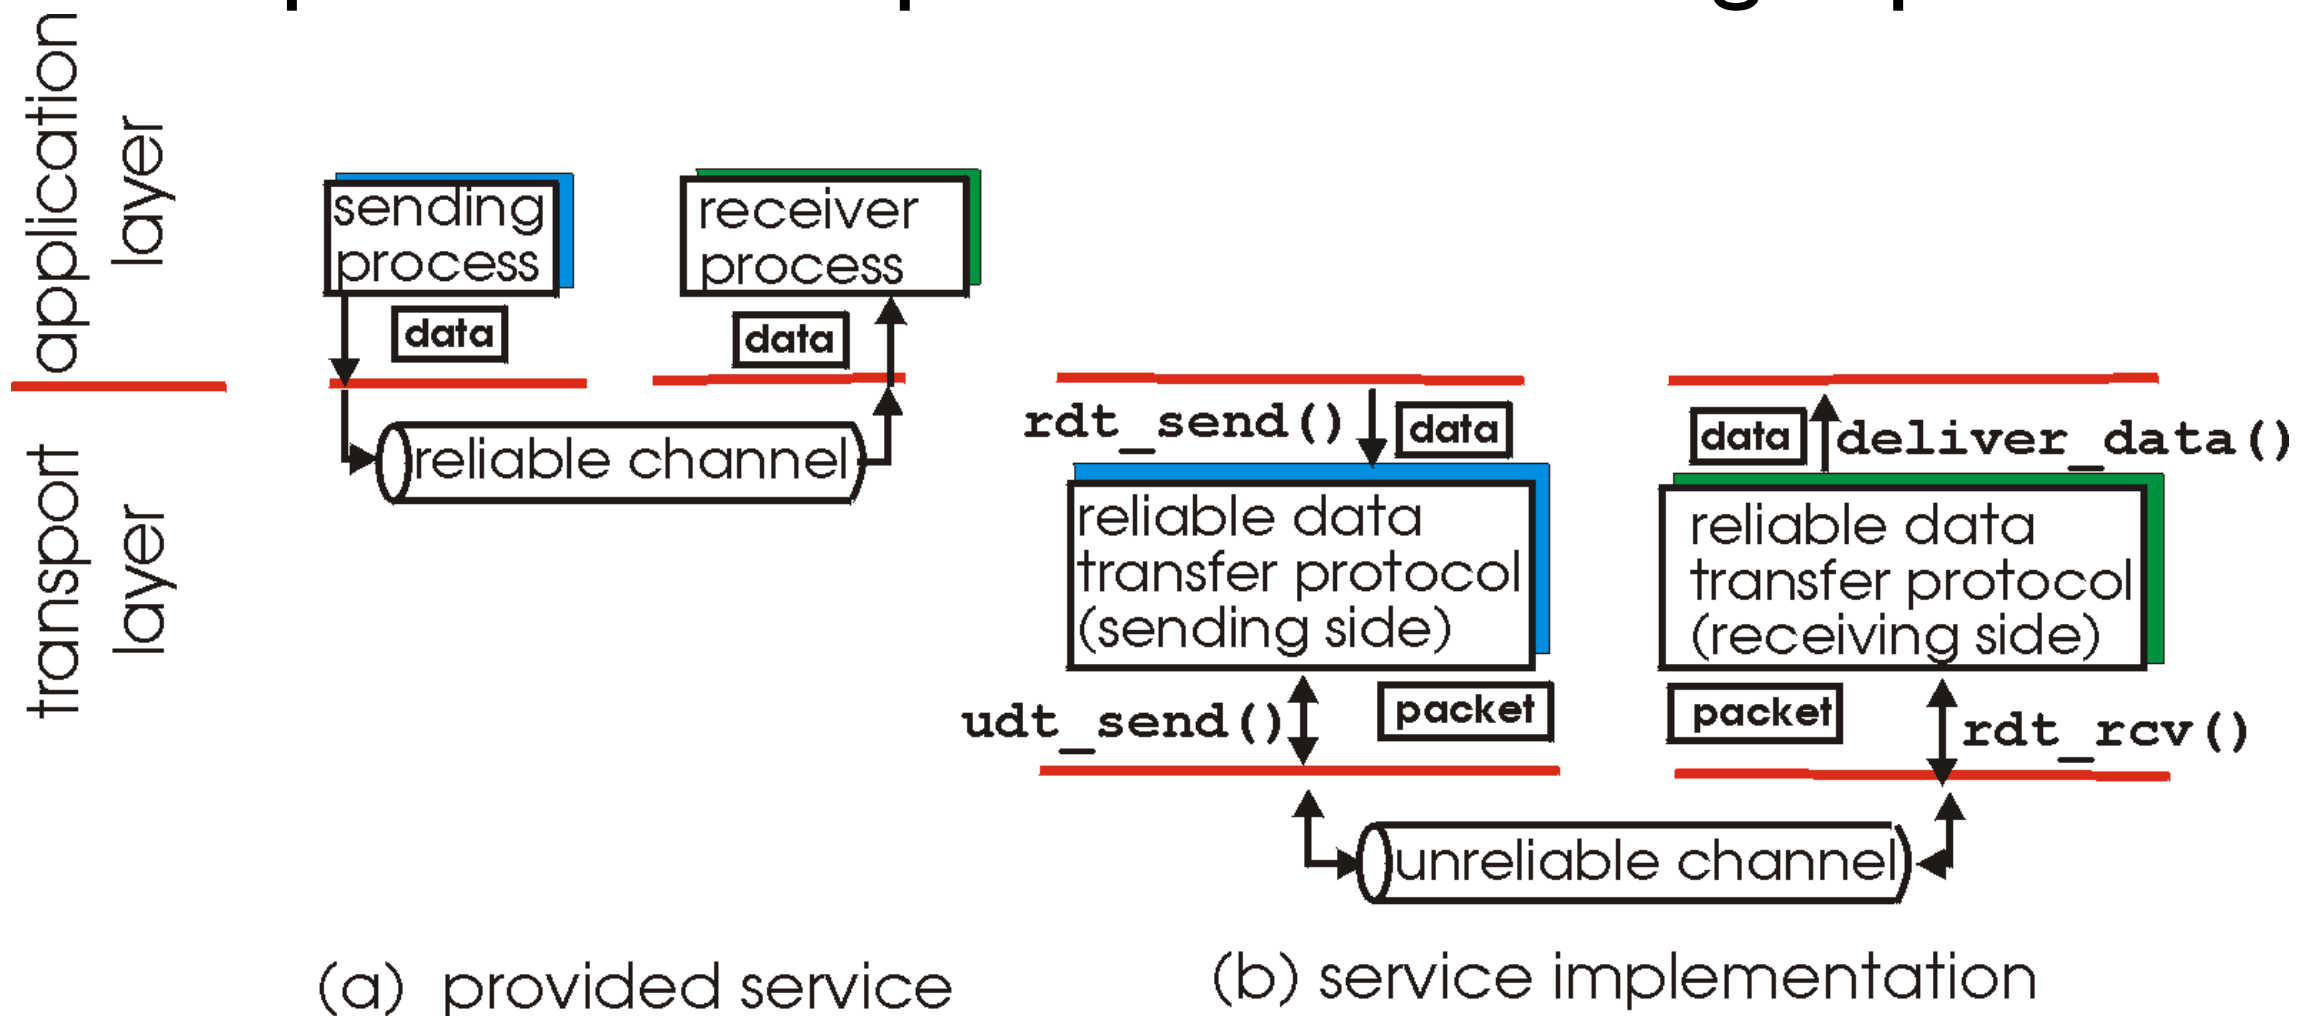 application
layer
transport
layer
sending
process
receiver
process
data
data
reliable channel
(a) provided service
rdt_send()
data
data
deliver_data()
reliable data
transfer protocol
(sending side)
reliable data
transfer protocol
(receiving side)
udt_send()
packet
packet
rdt_rcv()
unreliable channel
(b) service implementation